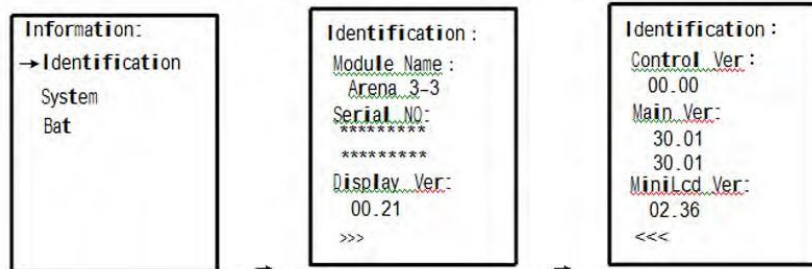 Information:
→Identification
System
Bat
→
Identification:
Module Name:
Arena 3-3
Serial NO:
*********
*********
Display Ver:
00.21
>>>
→
Identification:
Control Ver:
00.00
Main Ver:
30.01
30.01
MiniLcd Ver:
02.36
<<<